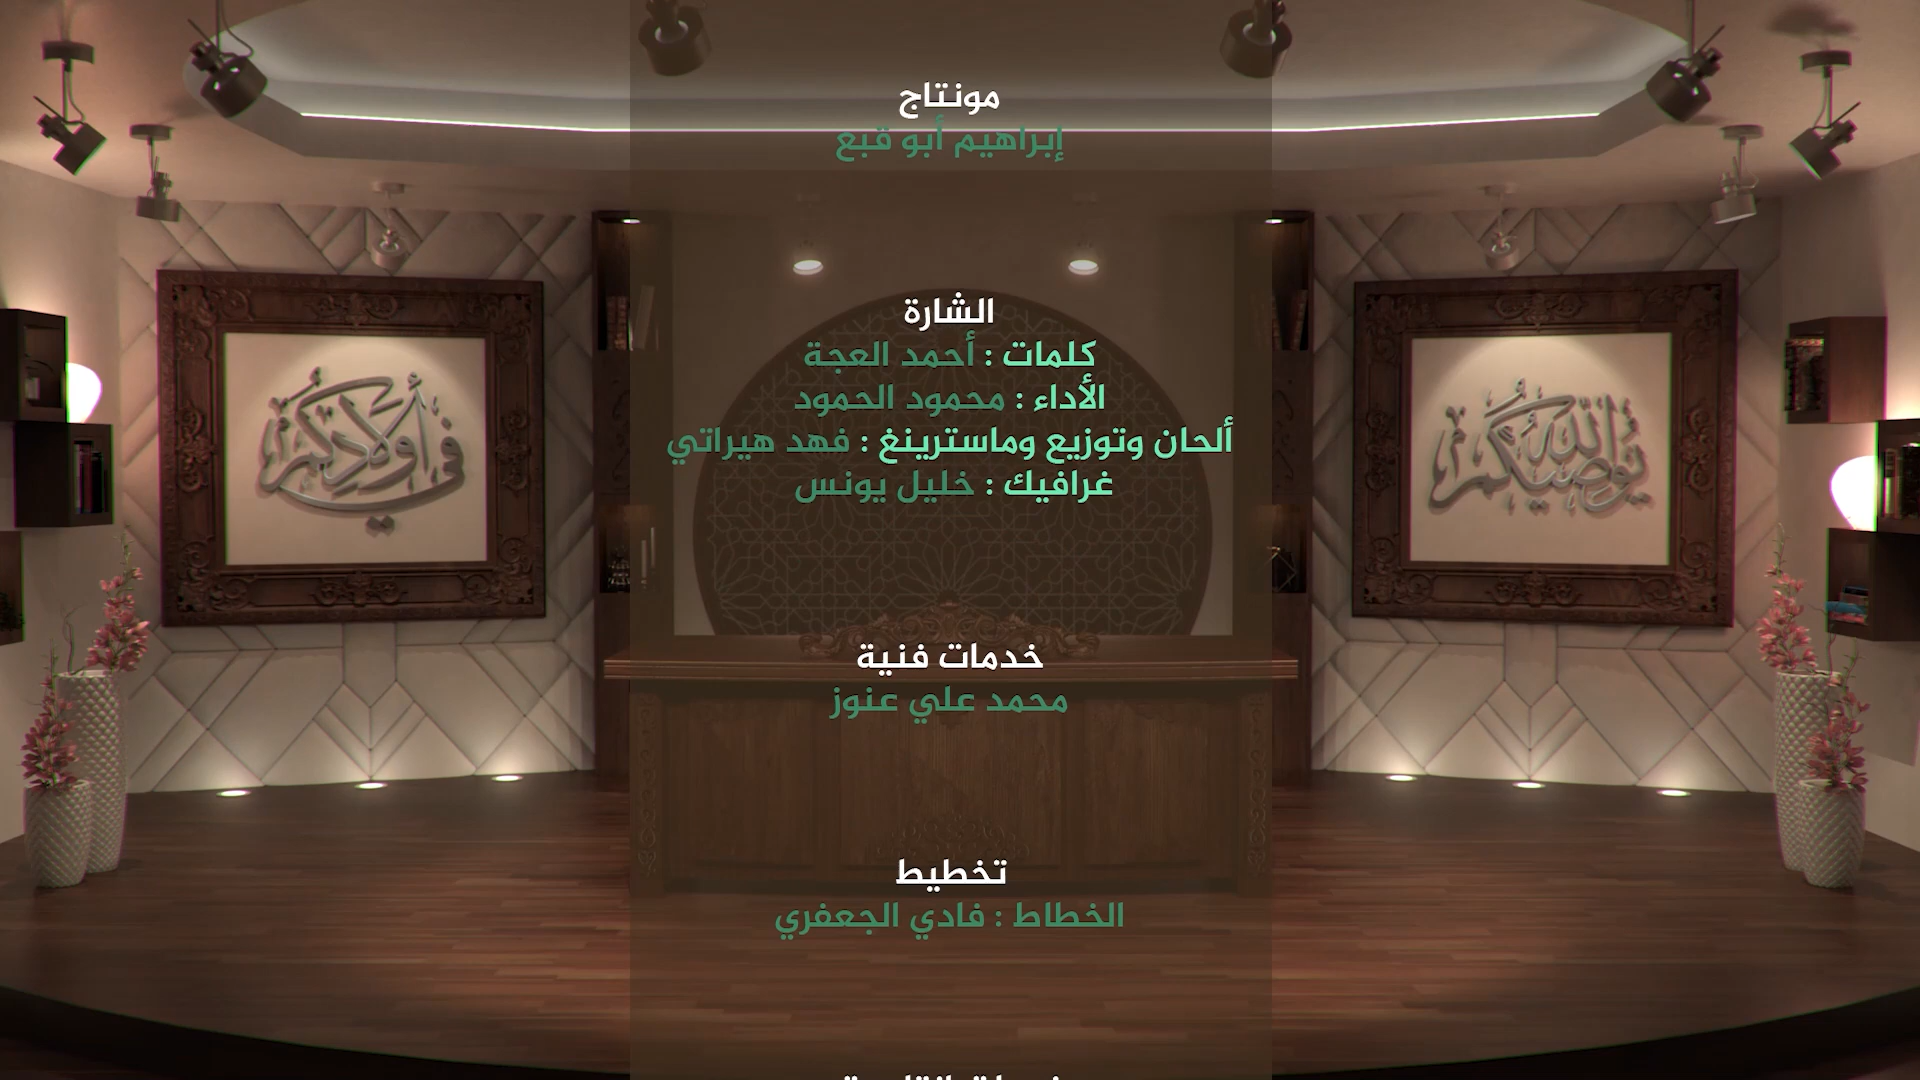 مونتاج
إبراهيم أبو قبع
الشارة
كلمات : أحمد العجة
الأداء : محمود الحمود
ألحان وتوزيع وماسترينغ : فهد هيراتي
غرافيك : خليل يونس
خدمات فنية
محمد علي عنوز
تخطيط
الخطاط : فادي الجعفري
يوصيكم الله
في أولادكم